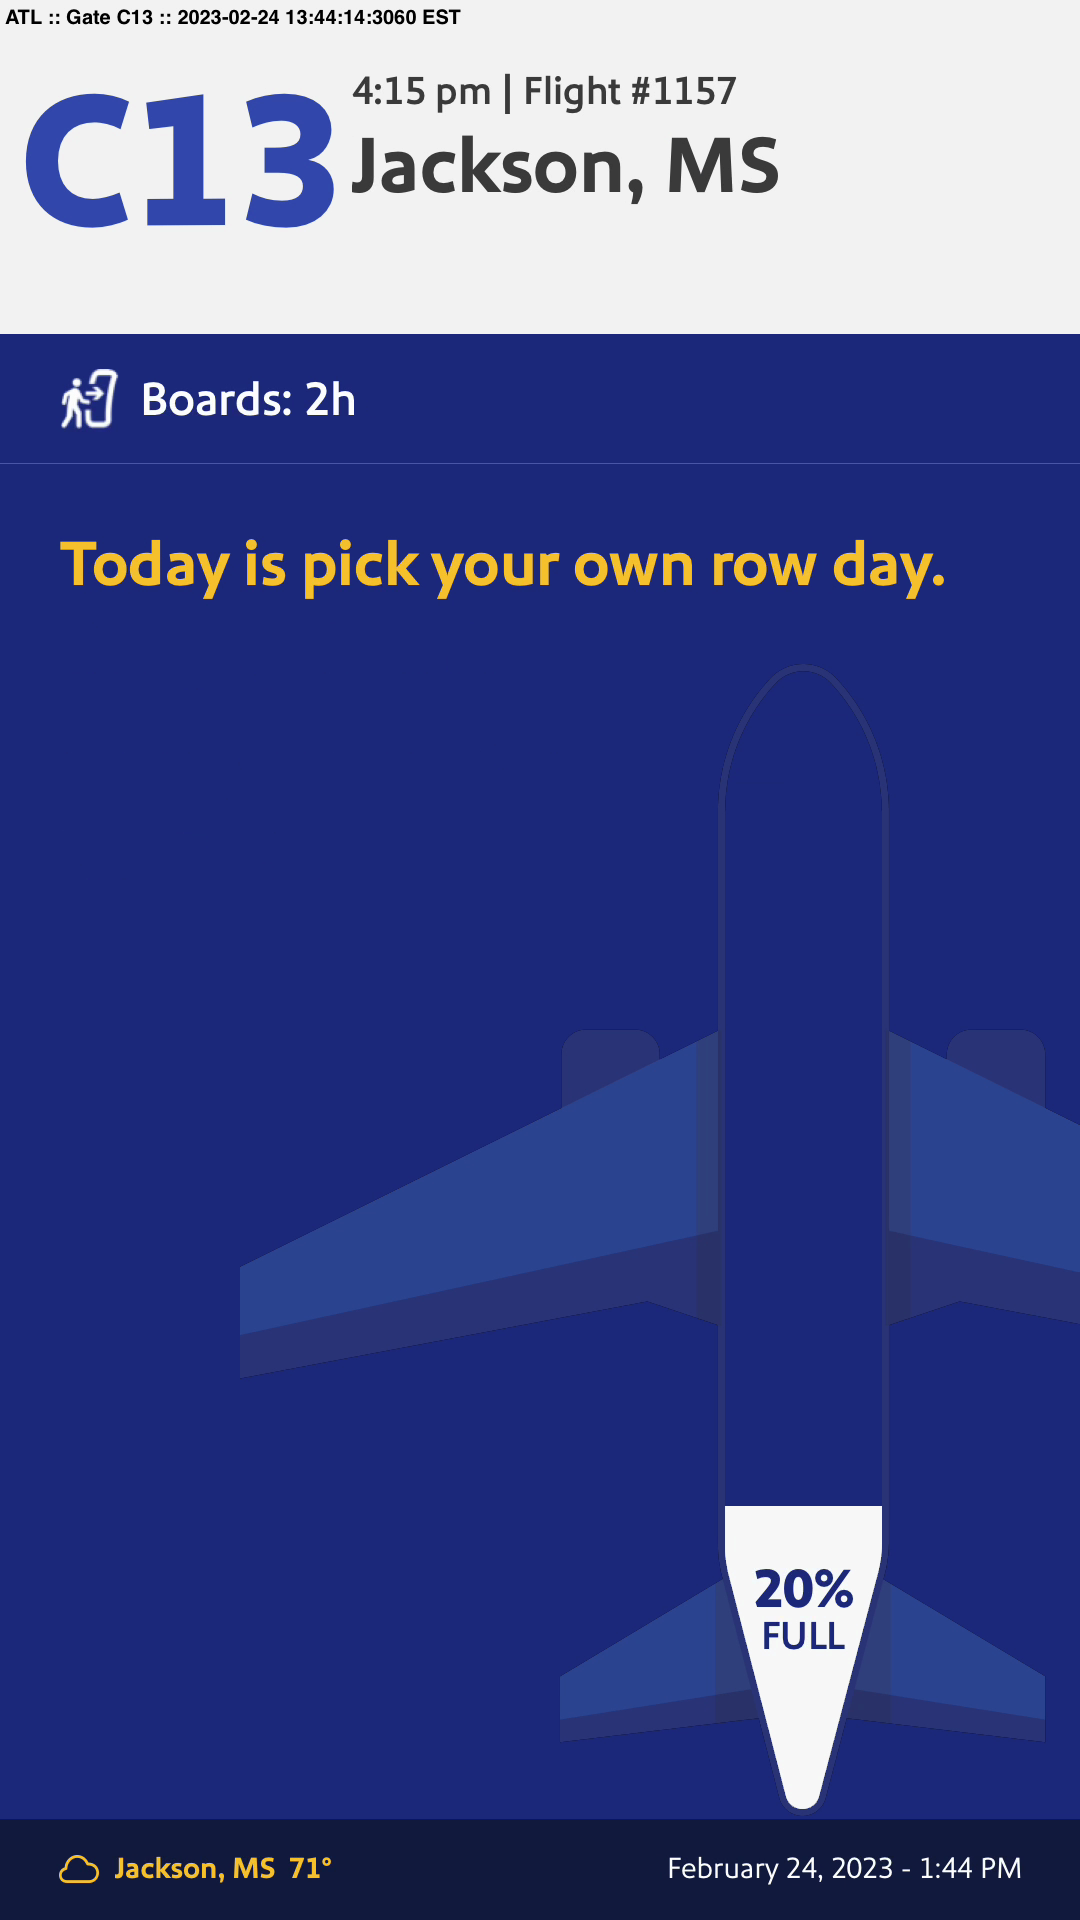 ATL :: Gate C13 :: 2023-02-24 13:44:14:3060 EST
C13
4:15 pm | Flight #1157
Jackson, MS
Boards: 2h
Today is pick your own row day.
20%
FULL
Jackson, MS 71°
February 24, 2023 - 1:44 PM